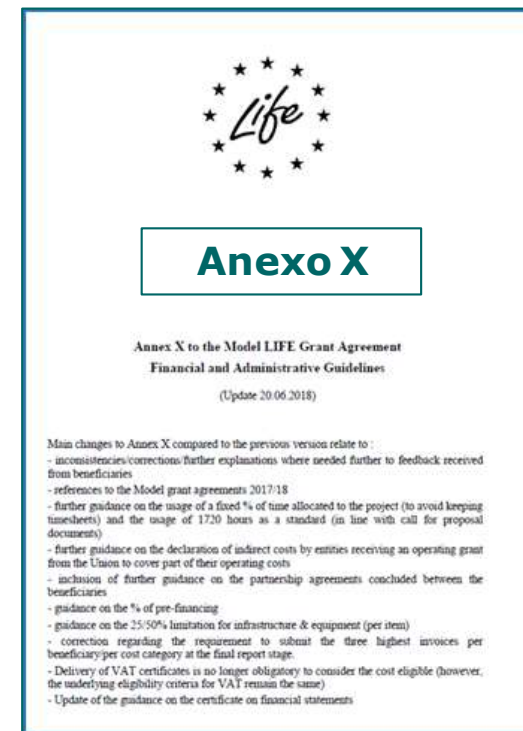 Life
Anexo X
Annex X to the Model LIFE Grant Agreement
Financial and Administrative Guidelines
(Update 20.06.2018)
Main changes to Annex X compared to the previous version relate to :
- inconsistencies/corrections/further explanations where needed further to feedback received
from beneficiaries
- references to the Model grant agreements 2017/18
- further guidance on the usage of a fixed % of time allocated to the project (to avoid keeping
timesheets) and the usage of 1720 hours as a standard (in line with call for proposal
documents)
- further guidance on the declaration of indirect costs by entities receiving an operating grant
from the Union to cover part of their operating costs
- inclusion of further guidance on the partnership agreements concluded between the
beneficiaries
- guidance on the % of pre-financing
- guidance on the 25/50% limitation for infrastructure & equipment (per item)
- correction regarding the requirement to submit the three highest invoices per
beneficiary/per cost category at the final report stage.
- Delivery of VAT certificates is no longer obligatory to consider the cost eligible (however,
the underlying eligibility criteria for VAT remain the same)
- Update of the guidance on the certificate on financial statements